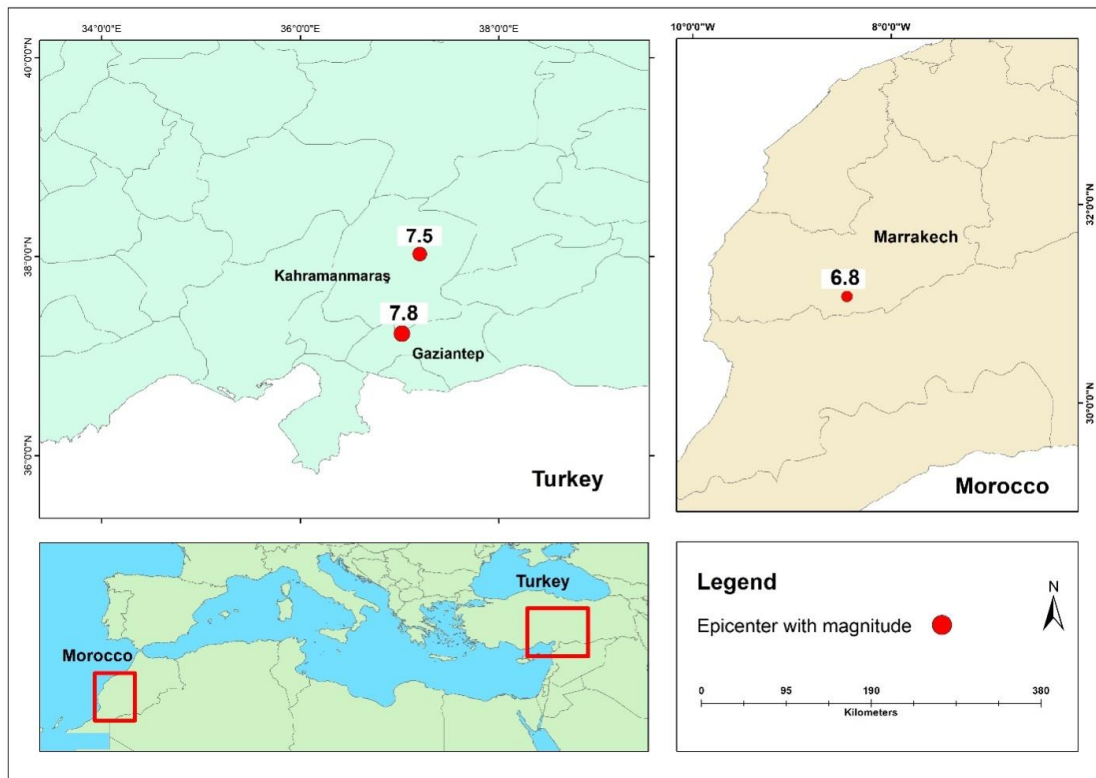 34°0'0"E
36°0'0"E
38°0'0"E
40°0'0"N
38°0'0"N
36°0'0"N
7.5
Kahramanmaraş
7.8
Gaziantep
Turkey
10°0'0"W
8°0'0"W
32°0'0"N
30°0'0"N
Marrakech
6.8
Morocco
Turkey
Morocco
Legend
Epicenter with magnitude
N
0 95 190 380
Kilometers